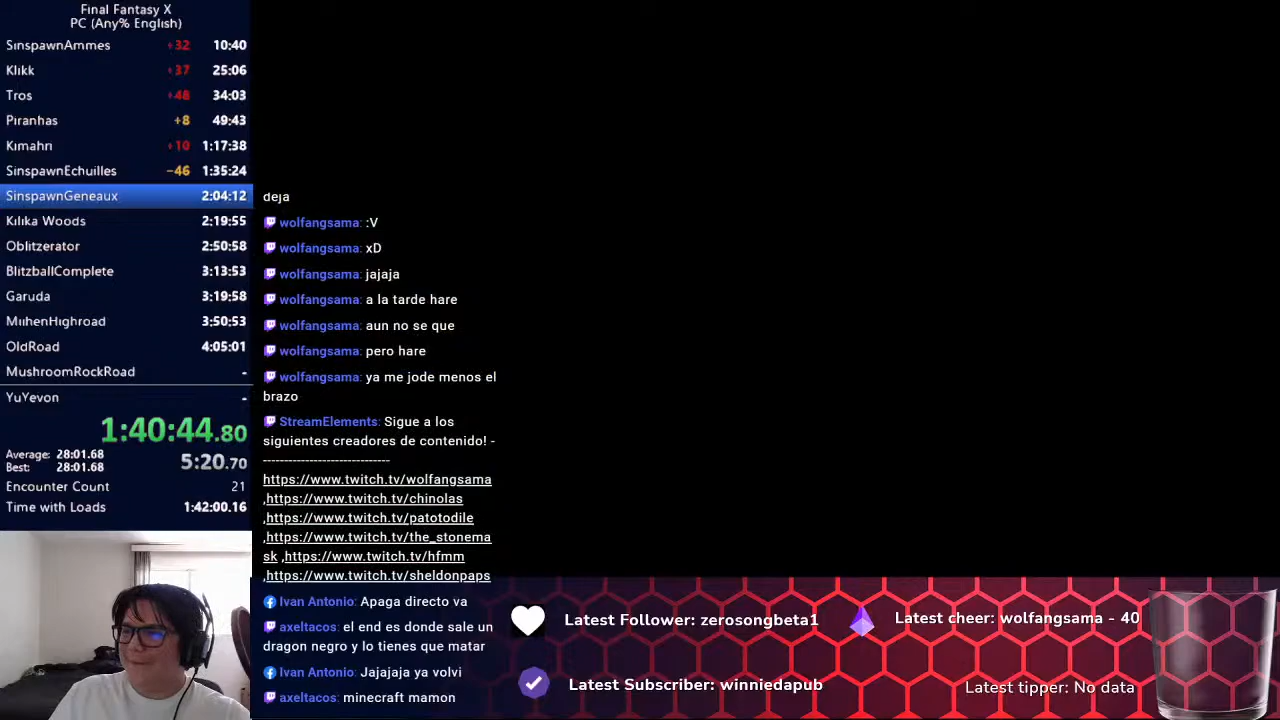 Final Fantasy X
PC (Any% English)
SinspawnAmmes +32 10:40
Klikk +37 25:06
Tros +48 34:03
Piranhas +8 49:43
Kimahri +10 1:17:38
SinspawnEchuilles −46 1:35:24
SinspawnGeneaux 2:04:12
Kilika Woods 2:19:55
Oblitzerator 2:50:58
BlitzballComplete 3:13:53
Garuda 3:19:58
MiihenHighroad 3:50:53
OldRoad 4:05:01
MushroomRockRoad -
YuYevon -
1:40:44.80
Average: 28:01.68
Best: 28:01.68
5:20.70
Encounter Count 21
Time with Loads 1:42:00.16
deja
wolfangsama: :V
wolfangsama: xD
wolfangsama: jajaja
wolfangsama: a la tarde hare
wolfangsama: aun no se que
wolfangsama: pero hare
wolfangsama: ya me jode menos el
brazo
StreamElements: Sigue a los
siguientes creadores de contenido! -
-----------------------------
https://www.twitch.tv/wolfangsama
,https://www.twitch.tv/chinolas
,https://www.twitch.tv/patotodile
,https://www.twitch.tv/the_stonema
sk ,https://www.twitch.tv/hfmm
,https://www.twitch.tv/sheldonpaps
Ivan Antonio: Apaga directo va
axeltacos: el end es donde sale un
dragon negro y lo tienes que matar
Ivan Antonio: Jajajaja ya volvi
axeltacos: minecraft mamon
Latest Follower: zerosongbeta1
Latest cheer: wolfangsama - 40
Latest Subscriber: winniedapub
Latest tipper: No data